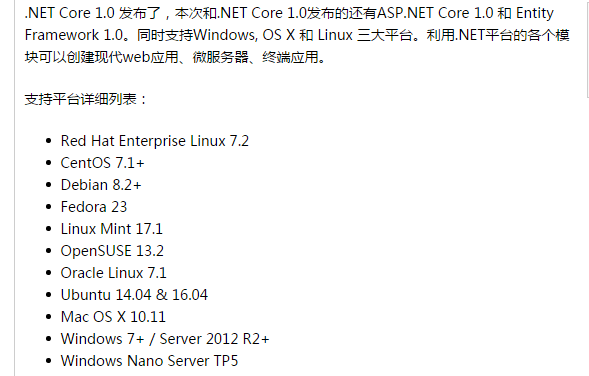 .NET Core 1.0 发布了，本次和.NET Core 1.0发布的还有ASP.NET Core 1.0 和 Entity
Framework 1.0。同时支持Windows, OS X 和 Linux 三大平台。利用.NET平台的各个模
块可以创建现代web应用、微服务器、终端应用。
支持平台详细列表：
• Red Hat Enterprise Linux 7.2
• CentOS 7.1+
• Debian 8.2+
• Fedora 23
• Linux Mint 17.1
• OpenSUSE 13.2
• Oracle Linux 7.1
• Ubuntu 14.04 & 16.04
• Mac OS X 10.11
• Windows 7+ / Server 2012 R2+
• Windows Nano Server TP5